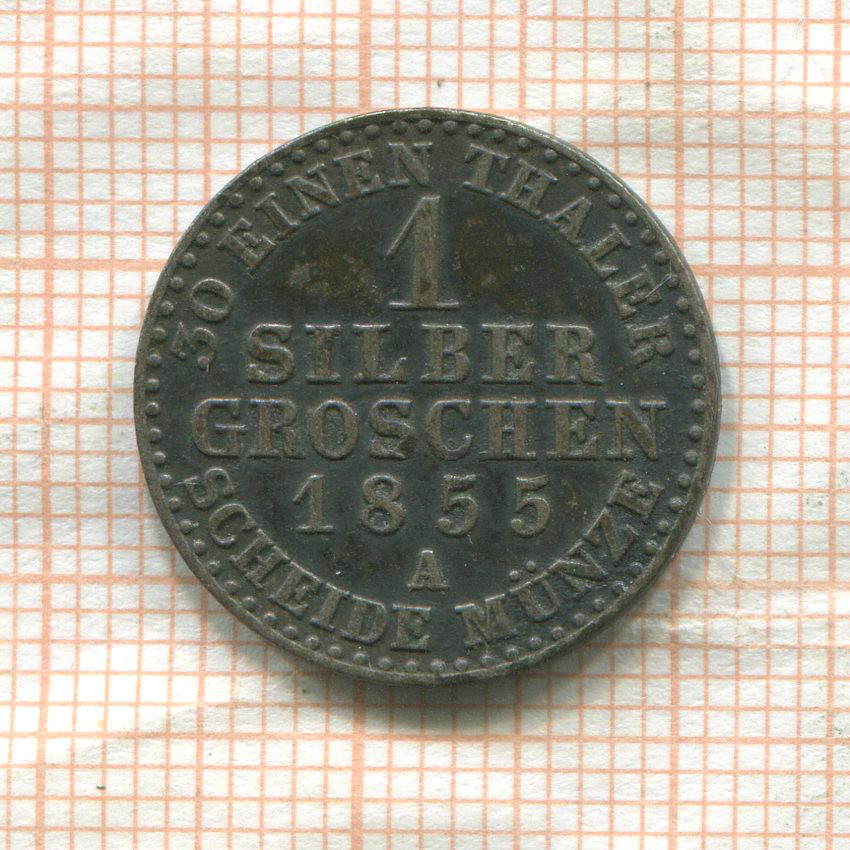 30 EINEN THALER
1
SILBER
GROSCHEN
1855
A
SCHEIDE MÜNZE